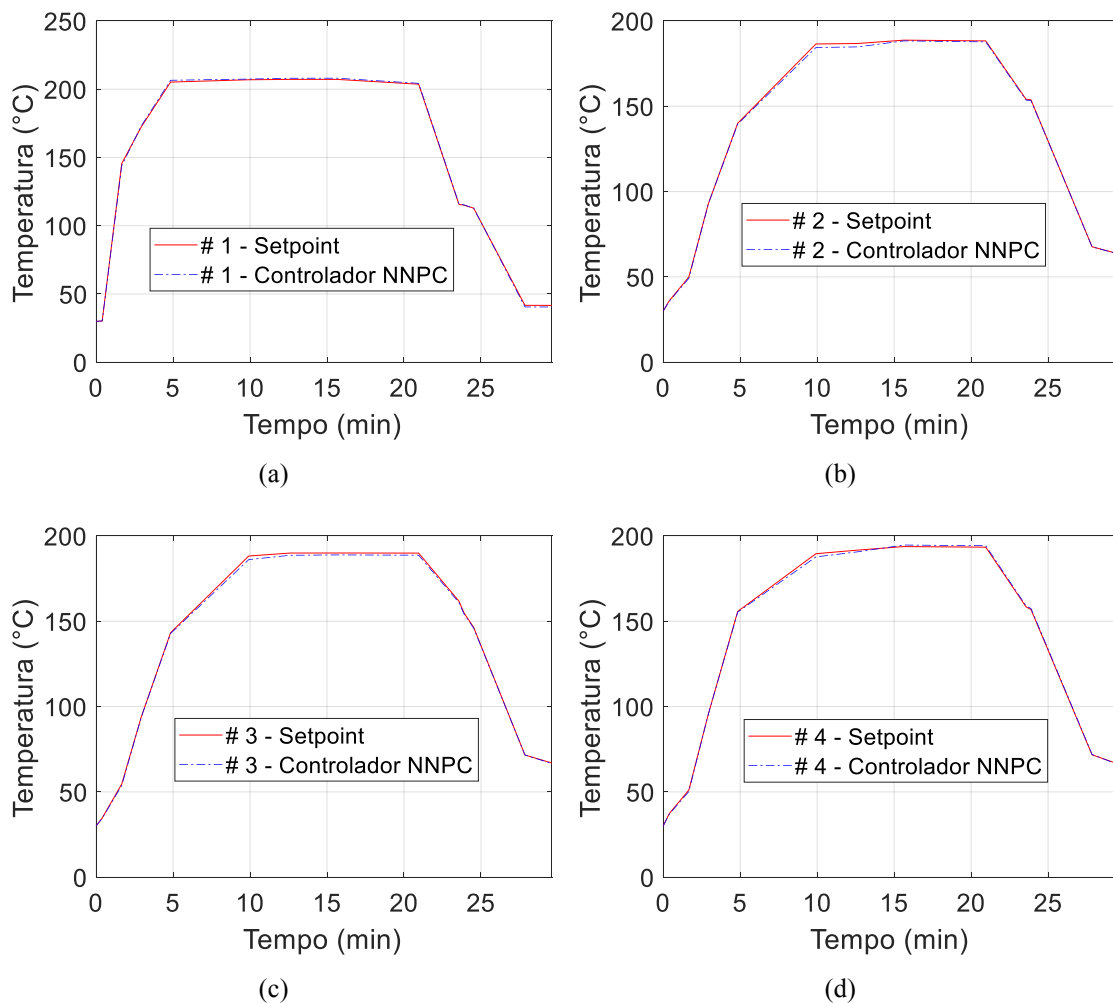 250
200
150
100
50
0
Temperatura (°C)
# 1 - Setpoint
# 1 - Controlador NNPC
0 5 10 15 20 25
Tempo (min)
(a)
200
150
100
50
0
Temperatura (°C)
# 2 - Setpoint
# 2 - Controlador NNPC
0 5 10 15 20 25
Tempo (min)
(b)
200
150
100
50
0
Temperatura (°C)
# 3 - Setpoint
# 3 - Controlador NNPC
0 5 10 15 20 25
Tempo (min)
(c)
200
150
100
50
0
Temperatura (°C)
# 4 - Setpoint
# 4 - Controlador NNPC
0 5 10 15 20 25
Tempo (min)
(d)